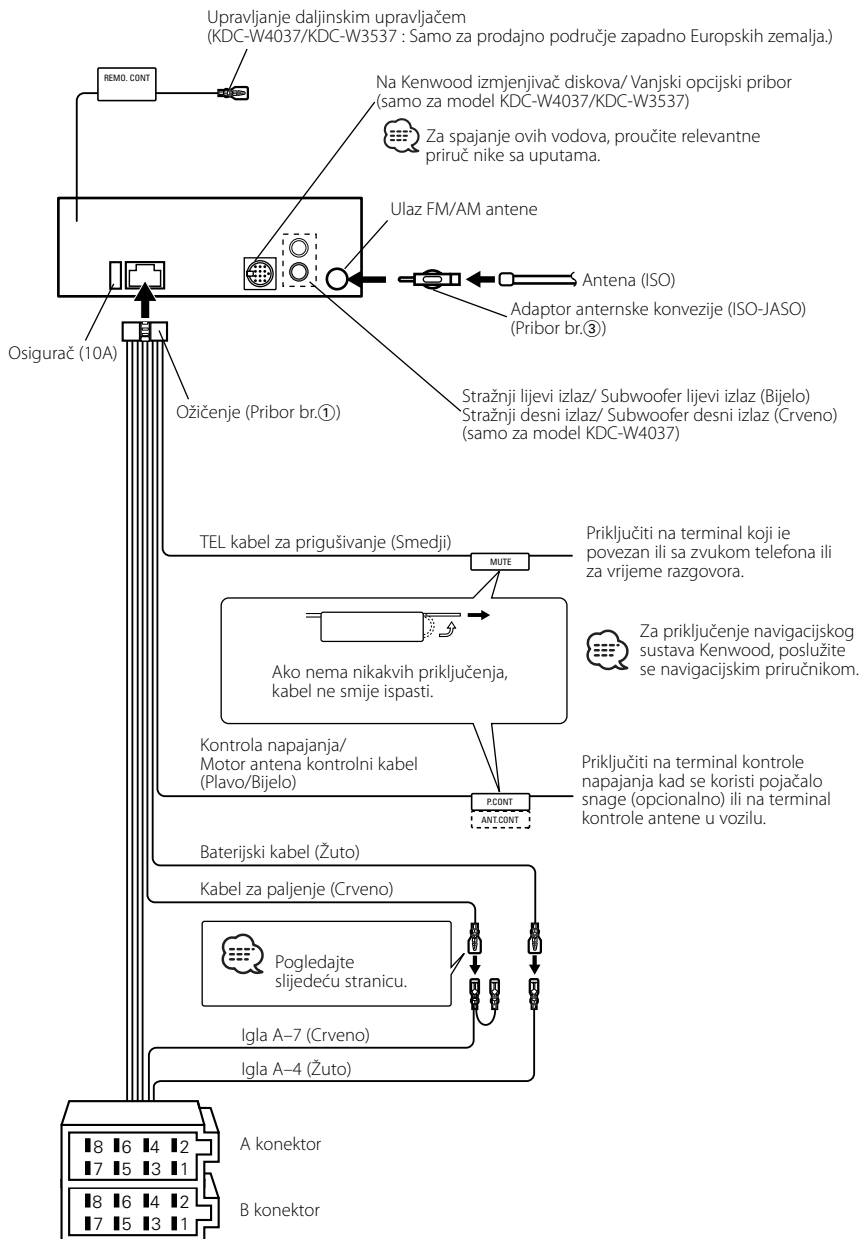 Upravljanje daljinskim upravljačem
(KDC-W4037/KDC-W3537 : Samo za prodajno područje zapadno Europskih zemalja.)
REMO. CONT
Na Kenwood izmjenjivač diskova/ Vanjski opcijski pribor
(samo za model KDC-W4037/KDC-W3537)
Za spajanje ovih vodova, proučite relevantne
priruč nike sa uputama.
Ulaz FM/AM antene
Antena (ISO)
Adaptor anternske konvezije (ISO-JASO)
(Pribor br.③)
Osigurač (10A)
Ožičenje (Pribor br.①)
Stražnji lijevi izlaz/ Subwoofer lijevi izlaz (Bijelo)
Stražnji desni izlaz/ Subwoofer desni izlaz (Crveno)
(samo za model KDC-W4037)
TEL kabel za prigušivanje (Smedji)
MUTE
Priključiti na terminal koji ie
povezan ili sa zvukom telefona ili
za vrijeme razgovora.
Ako nema nikakvih priključenja,
kabel ne smije ispasti.
Za priključenje navigacijskog
sustava Kenwood, poslužite
se navigacijskim priručnikom.
Kontrola napajanja/
Motor antena kontrolni kabel
(Plavo/Bijelo)
P.CONT
ANT.CONT
Priključiti na terminal kontrole
napajanja kad se koristi pojačalo
snage (opcionalno) ili na terminal
kontrole antene u vozilu.
Baterijski kabel (Žuto)
Kabel za paljenje (Crveno)
Pogledajte
slijedeću stranicu.
Igla A–7 (Crveno)
Igla A–4 (Žuto)
8 6 4 2
7 5 3 1
A konektor
8 6 4 2
7 5 3 1
B konektor